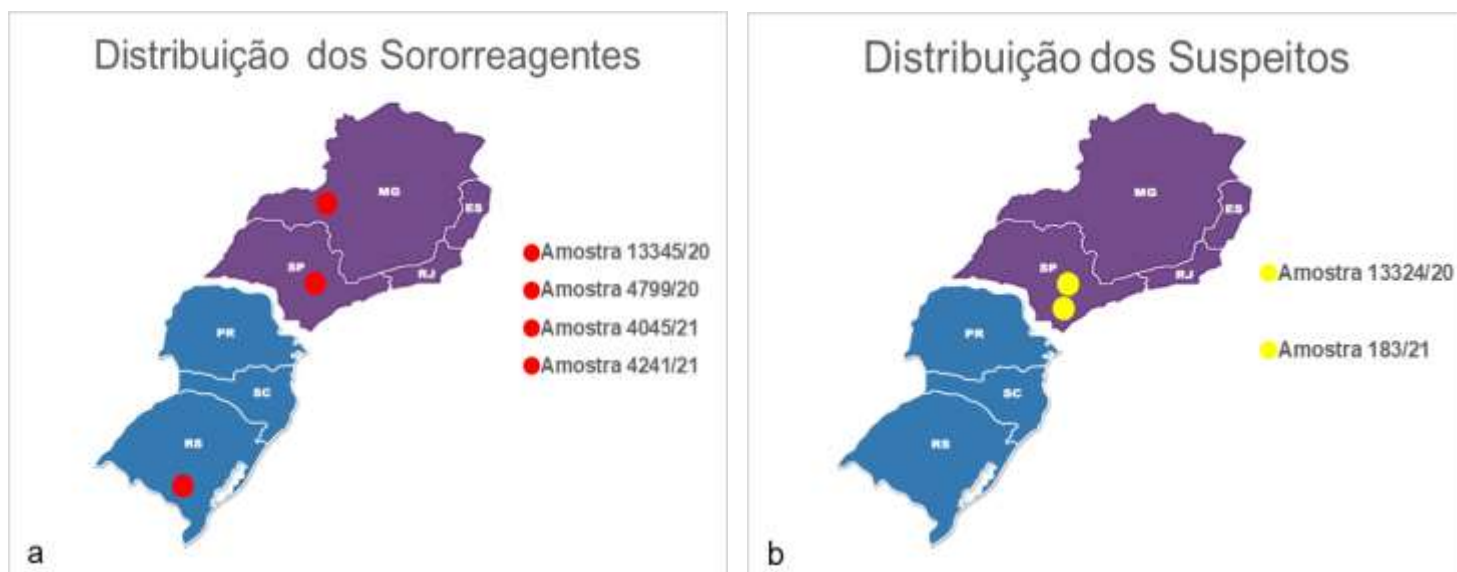 Distribuição dos Sororreagentes
MG
ES
SP
RJ
PR
SC
RS
Amostra 13345/20
Amostra 4799/20
Amostra 4045/21
Amostra 4241/21
a
Distribuição dos Suspeitos
MG
ES
SP
RJ
PR
SC
RS
Amostra 13324/20
Amostra 183/21
b